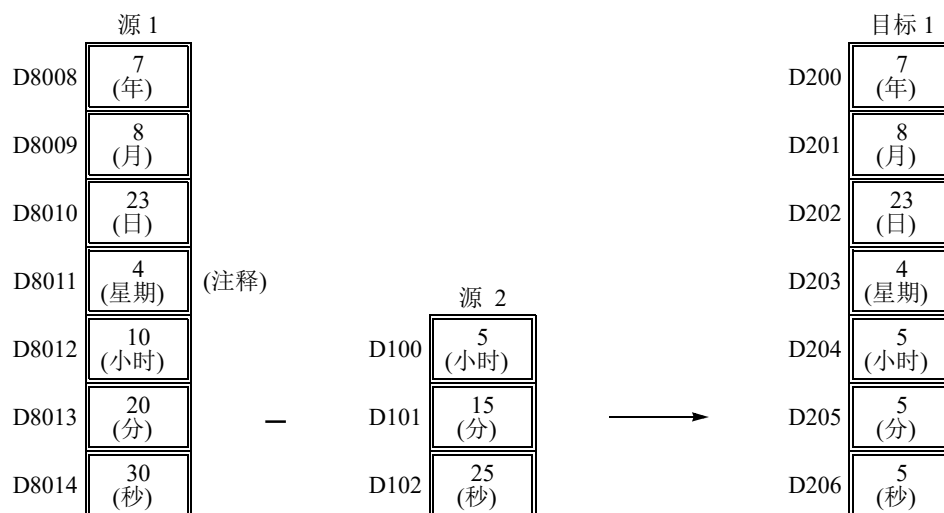 源 1
目标 1
D8008
7
(年)
D200
7
(年)
D8009
8
(月)
D201
8
(月)
D8010
23
(日)
D202
23
(日)
D8011
4
(星期)
(注释)
D203
4
(星期)
源 2
D8012
10
(小时)
D100
5
(小时)
D204
5
(小时)
D8013
20
(分)
–
D101
15
(分)
D205
5
(分)
D8014
30
(秒)
D102
25
(秒)
D206
5
(秒)